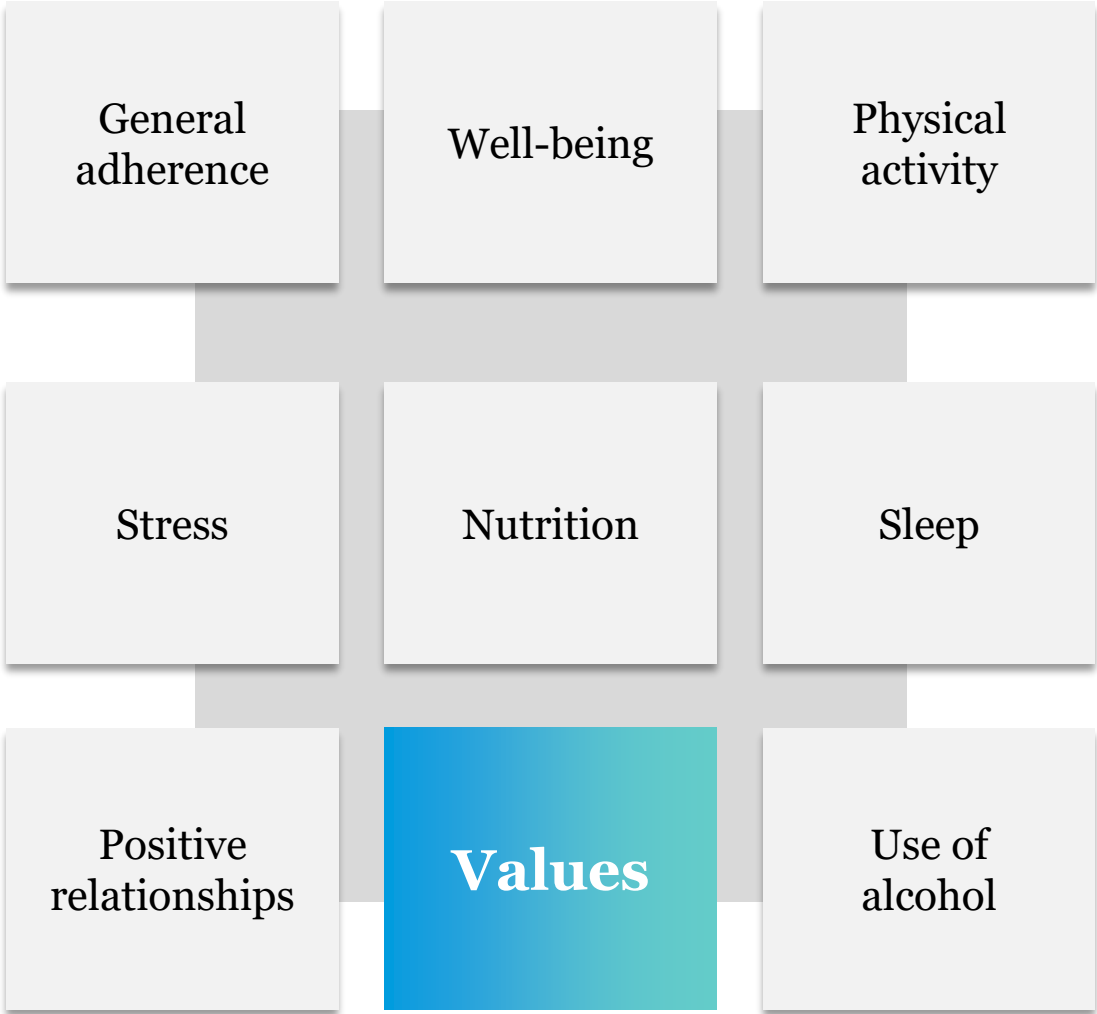 General
adherence
Well-being
Physical
activity
Stress
Nutrition
Sleep
Positive
relationships
Values
Use of
alcohol